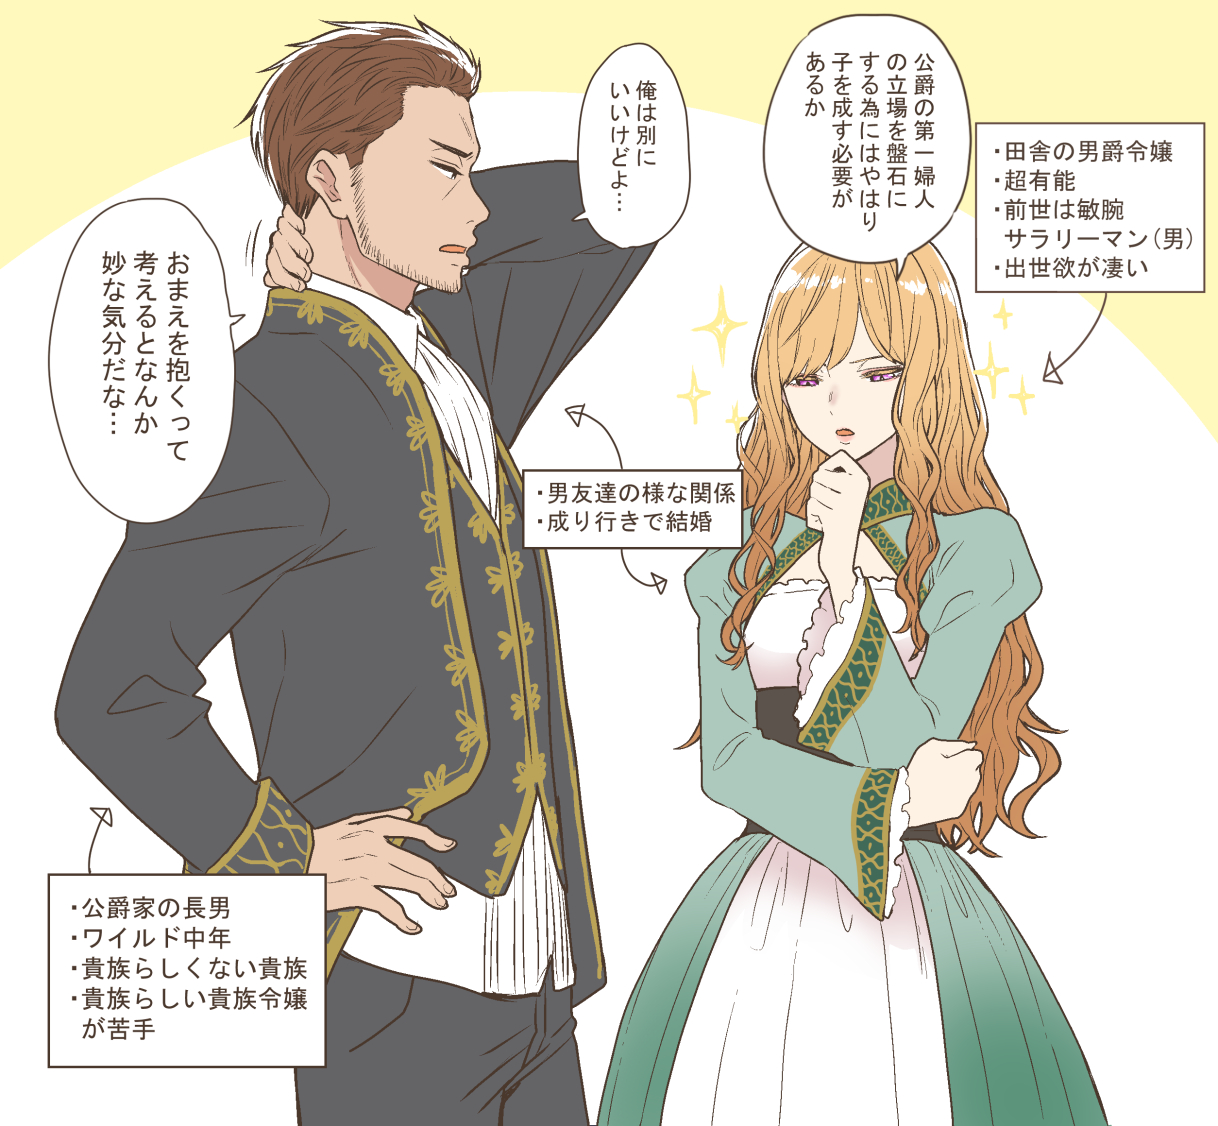 公爵の第一婦人
の立場を盤石に
する為にはやはり
子を成す必要が
あるか
俺は別に
いいけどよ…
おまえを抱くって
考えるとなんか
妙な気分だな…
・田舎の男爵令嬢
・超有能
・前世は敏腕
サラリーマン(男)
・出世欲が凄い
・男友達の様な関係
・成り行きで結婚
・公爵家の長男
・ワイルド中年
・貴族らしくない貴族
・貴族らしい貴族令嬢
が苦手